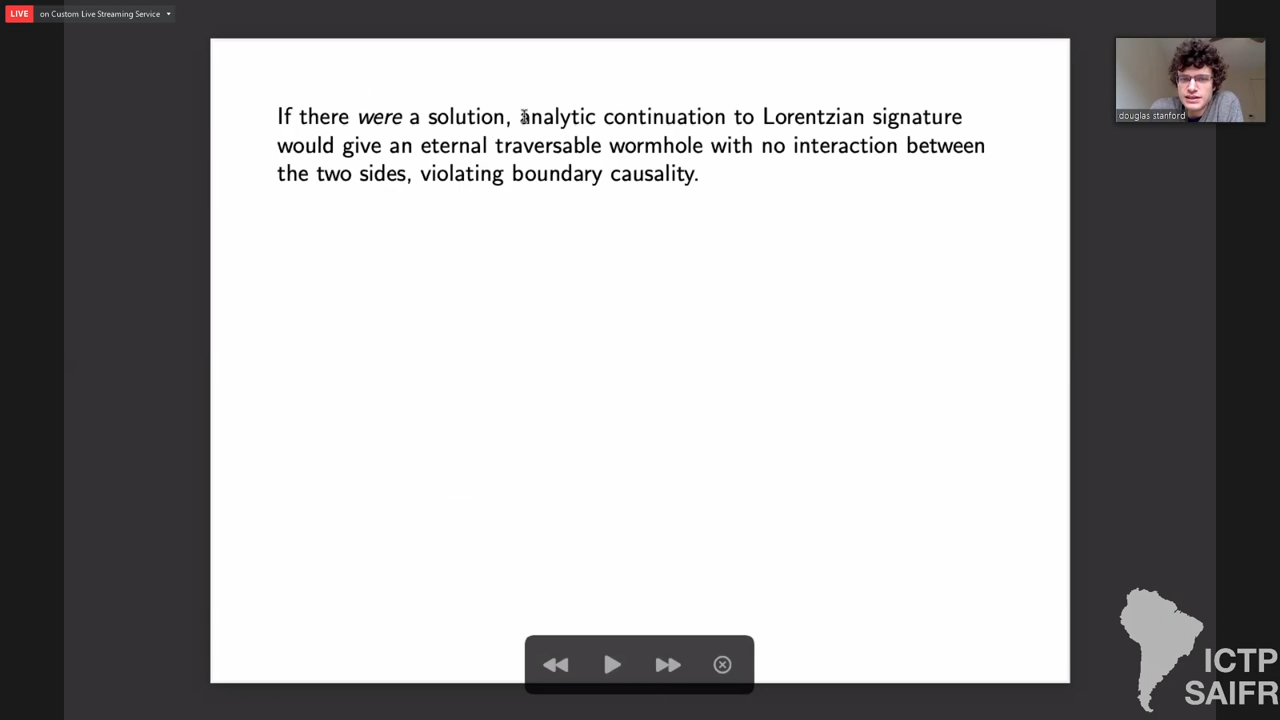 LIVE on Custom Live Streaming Service
If there were a solution, analytic continuation to Lorentzian signature
would give an eternal traversable wormhole with no interaction between
the two sides, violating boundary causality.
douglas stanford
ICTP
SAIFR